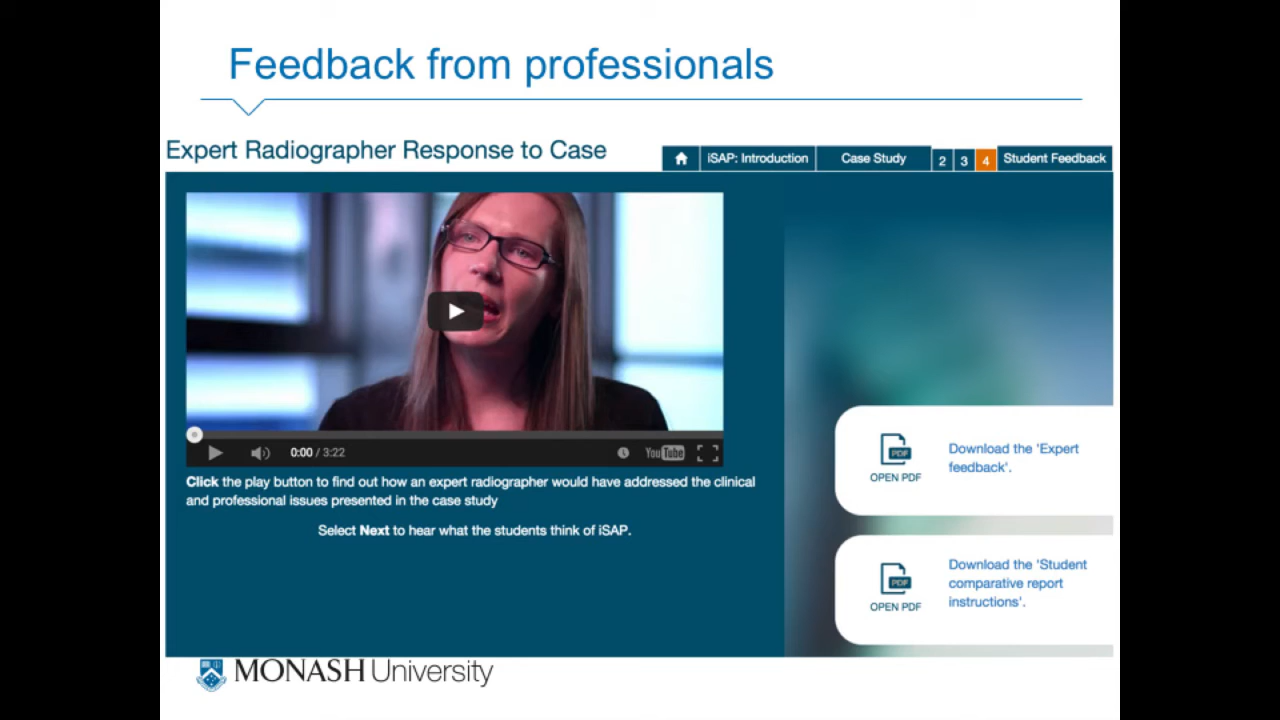 Feedback from professionals
Expert Radiographer Response to Case
iSAP: Introduction
Case Study
2
3
4
Student Feedback
0:00 / 3:22
YouTube
Click the play button to find out how an expert radiographer would have addressed the clinical
and professional issues presented in the case study
Select Next to hear what the students think of iSAP.
PDF
OPEN PDF
Download the 'Expert
feedback'.
PDF
OPEN PDF
Download the 'Student
comparative report
instructions'.
MONASH University